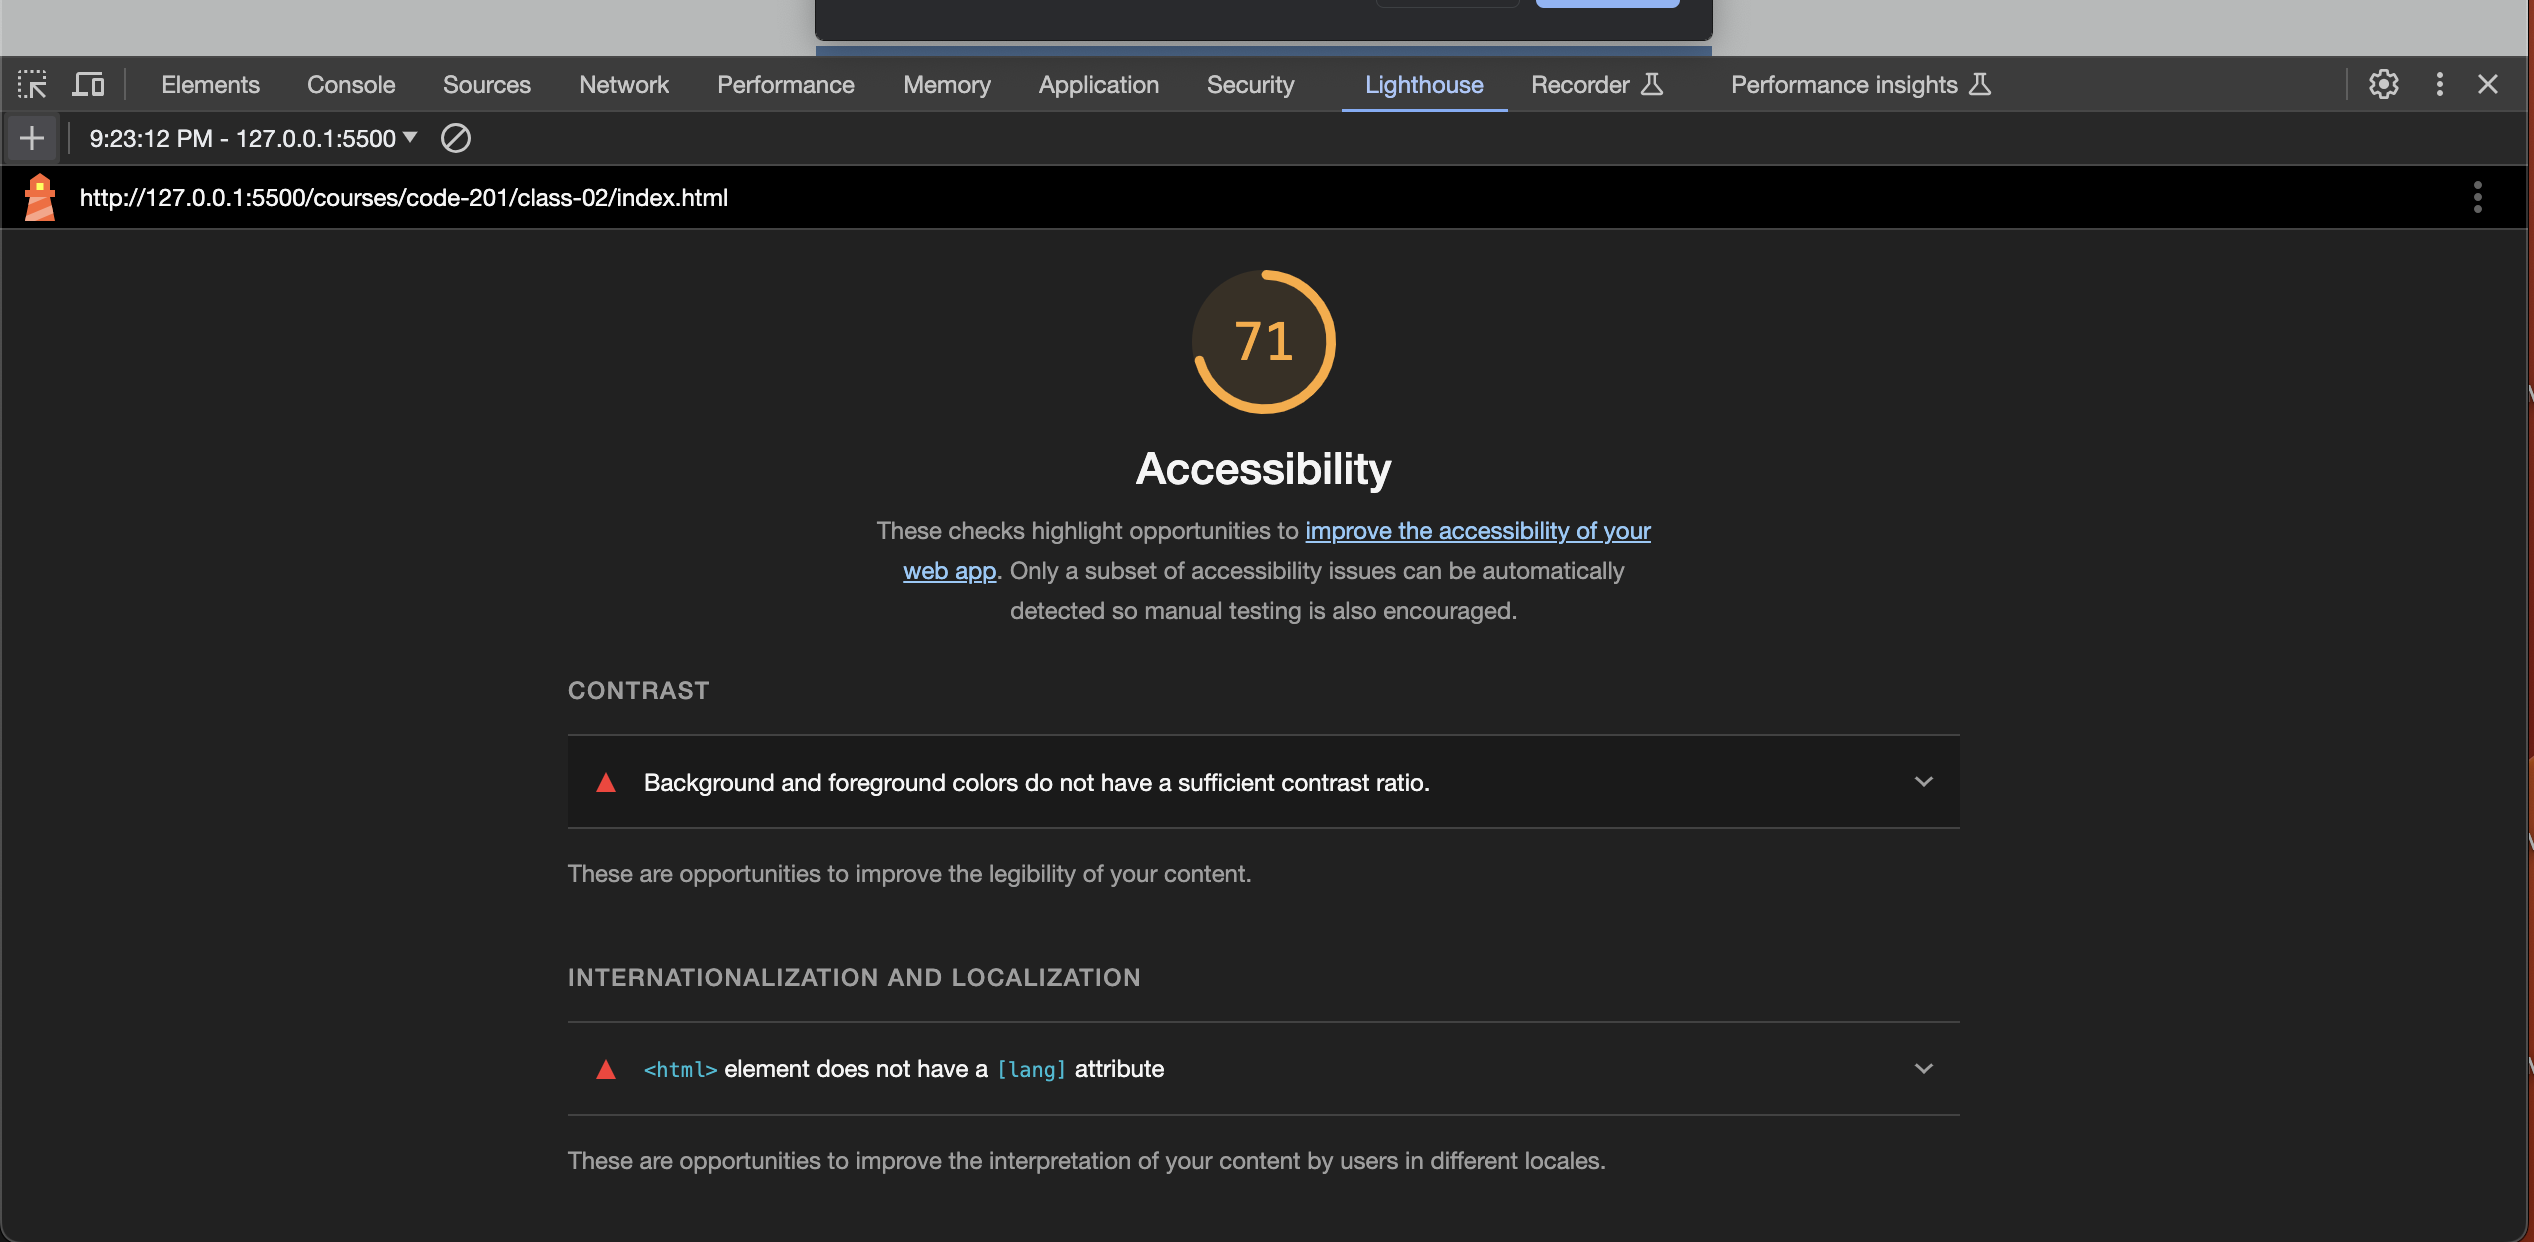 Elements Console Sources Network Performance Memory Application Security Lighthouse Recorder Performance insights
9:23:12 PM - 127.0.0.1:5500
http://127.0.0.1:5500/courses/code-201/class-02/index.html
71
Accessibility
These checks highlight opportunities to improve the accessibility of your
web app. Only a subset of accessibility issues can be automatically
detected so manual testing is also encouraged.
CONTRAST
Background and foreground colors do not have a sufficient contrast ratio.
These are opportunities to improve the legibility of your content.
INTERNATIONALIZATION AND LOCALIZATION
<html> element does not have a [lang] attribute
These are opportunities to improve the interpretation of your content by users in different locales.